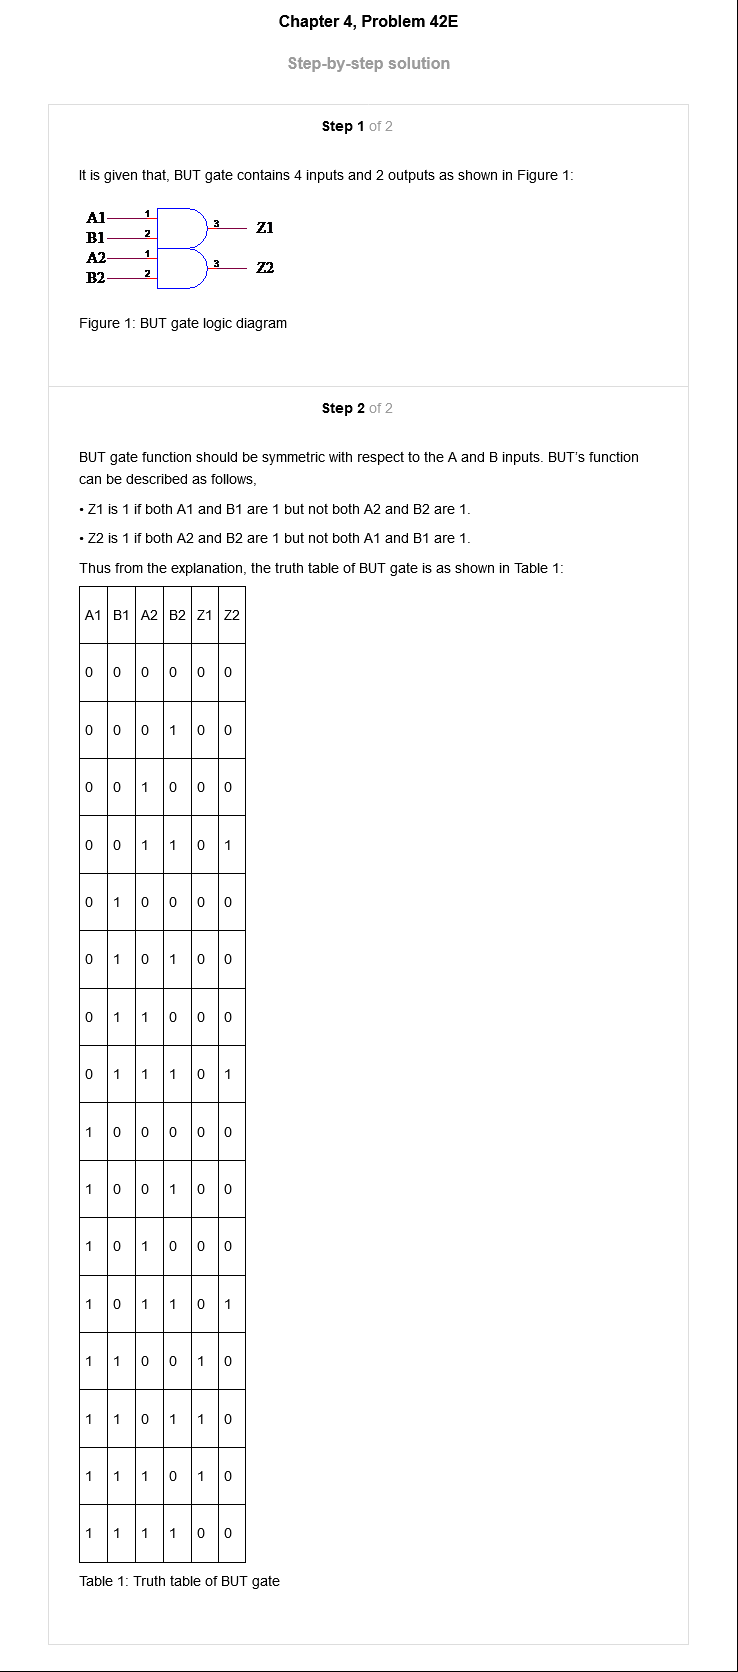 Chapter 4, Problem 42E
Step-by-step solution
Step 1 of 2
It is given that, BUT gate contains 4 inputs and 2 outputs as shown in Figure 1:
A1 1
B1 2 3 Z1
A2 1
B2 2 3 Z2
Figure 1: BUT gate logic diagram
Step 2 of 2
BUT gate function should be symmetric with respect to the A and B inputs. BUT's function
can be described as follows,
• Z1 is 1 if both A1 and B1 are 1 but not both A2 and B2 are 1.
• Z2 is 1 if both A2 and B2 are 1 but not both A1 and B1 are 1.
Thus from the explanation, the truth table of BUT gate is as shown in Table 1:
A1 B1 A2 B2 Z1 Z2
0 0 0 0 0 0
0 0 0 1 0 0
0 0 1 0 0 0
0 0 1 1 0 1
0 1 0 0 0 0
0 1 0 1 0 0
0 1 1 0 0 0
0 1 1 1 0 1
1 0 0 0 0 0
1 0 0 1 0 0
1 0 1 0 0 0
1 0 1 1 0 1
1 1 0 0 1 0
1 1 0 1 1 0
1 1 1 0 1 0
1 1 1 1 0 0
Table 1: Truth table of BUT gate